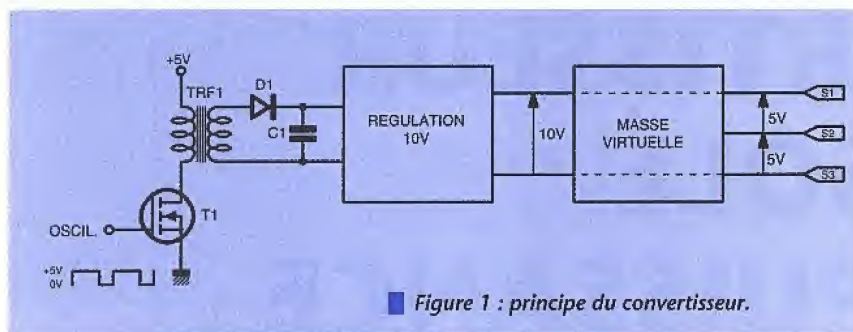 +5V
TRF1
D1
C1
REGULATION
10V
10V
MASSE
VIRTUELLE
5V
5V
S1
S2
S3
OSCIL.
T1
+5V
0V
Figure 1 : principe du convertisseur.